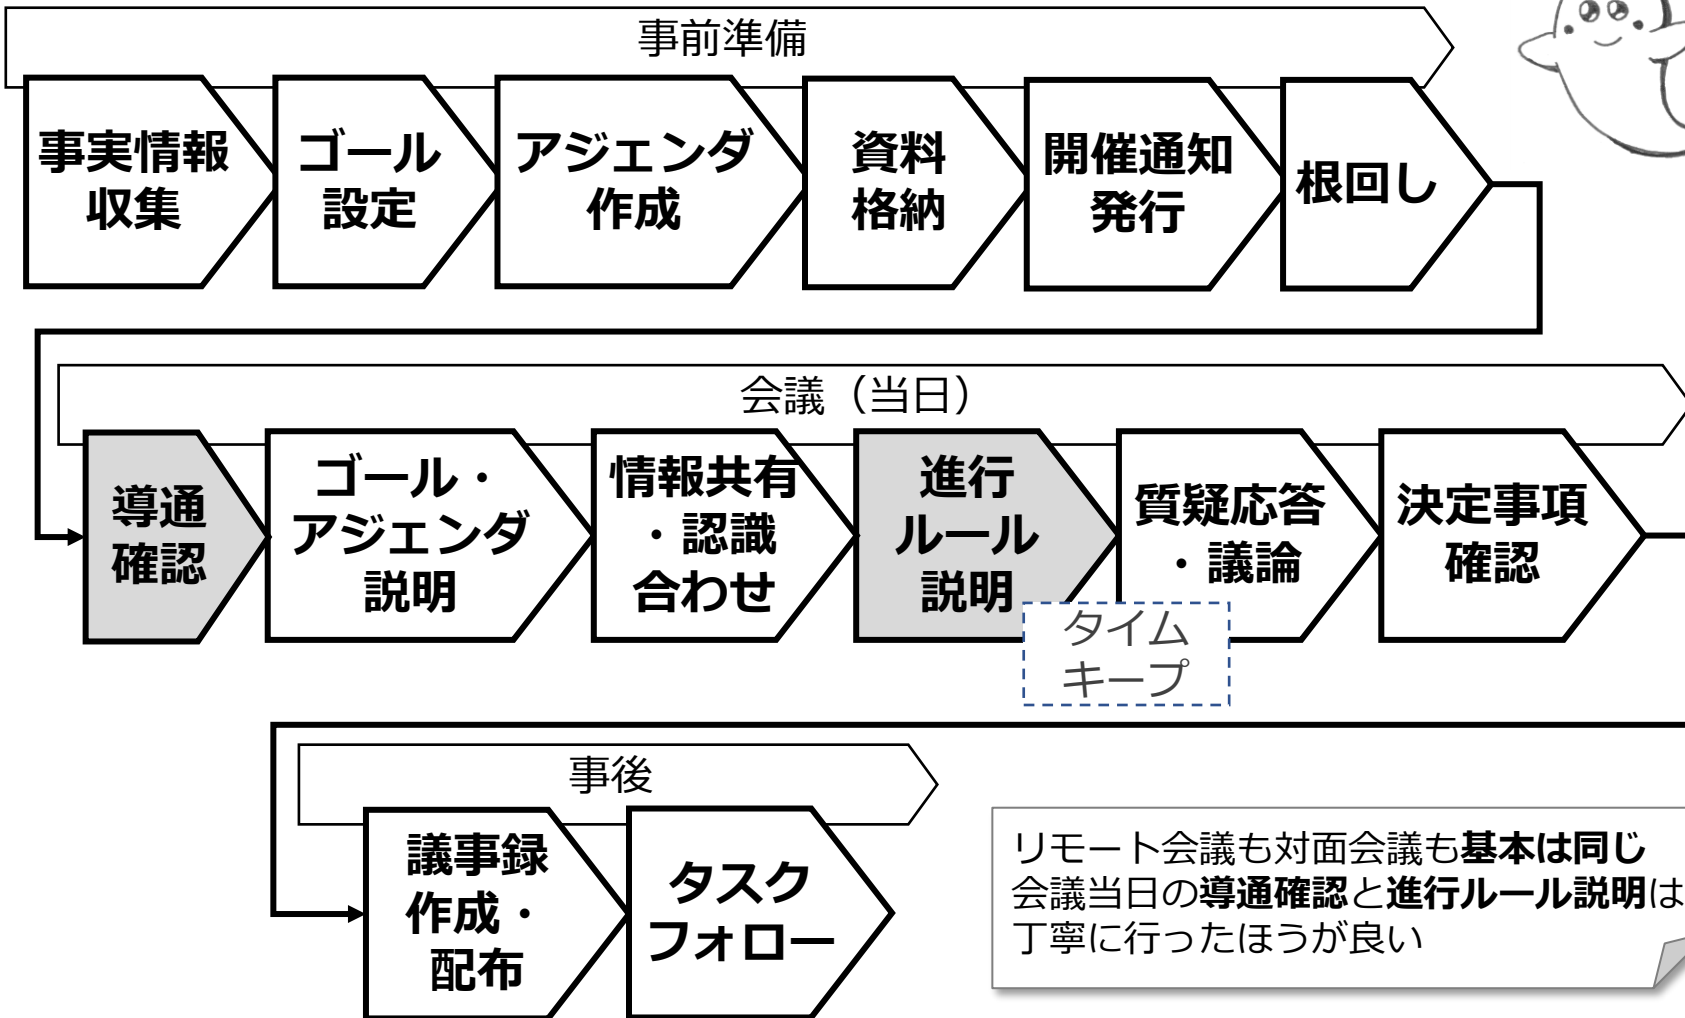 事前準備
事実情報
収集
ゴール
設定
アジェンダ
作成
資料
格納
開催通知
発行
根回し
会議（当日）
導通
確認
ゴール・
アジェンダ
説明
情報共有
・認識
合わせ
進行
ルール
説明
タイム
キープ
質疑応答
・議論
決定事項
確認
事後
議事録
作成・
配布
タスク
フォロー
リモート会議も対面会議も基本は同じ
会議当日の導通確認と進行ルール説明は
丁寧に行ったほうが良い